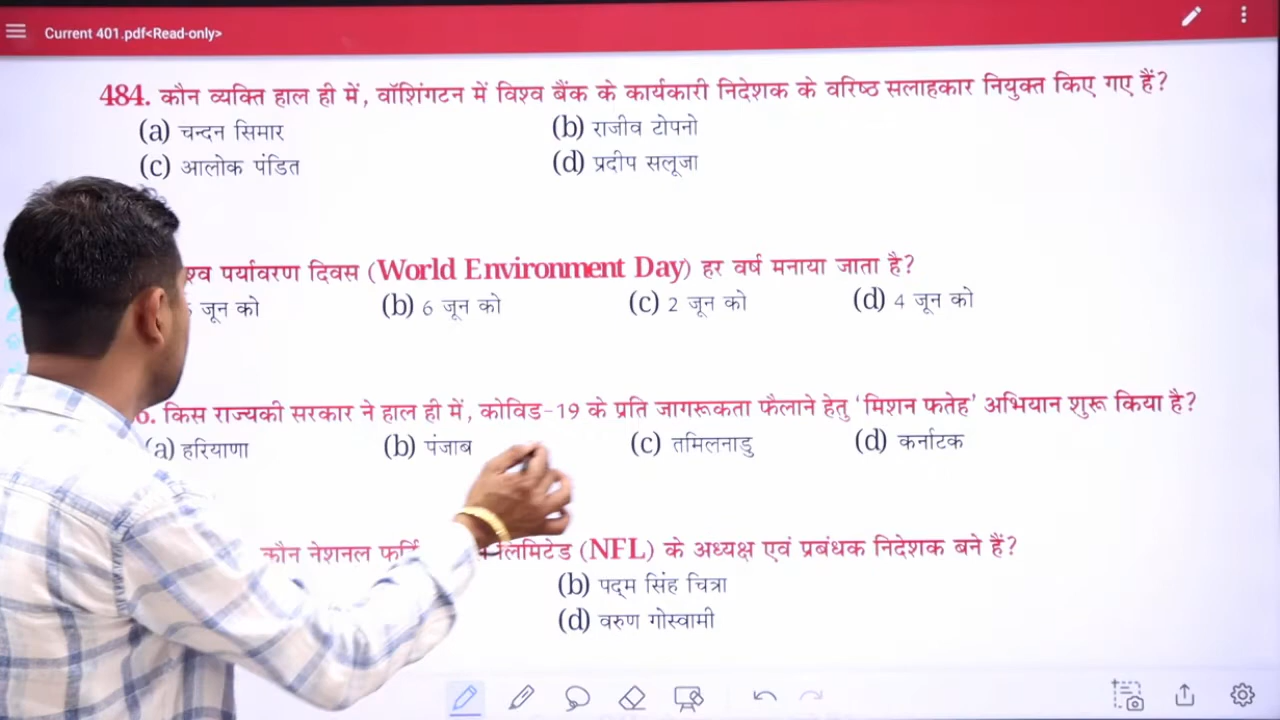 Current 401.pdf<Read-only>
484. कौन व्यक्ति हाल ही में, वॉशिंगटन में विश्व बैंक के कार्यकारी निदेशक के वरिष्ठ सलाहकार नियुक्त किए गए हैं?
(a) चन्दन सिमार (b) राजीव टोपनो
(c) आलोक पंडित (d) प्रदीप सलूजा
पर्यावरण दिवस (World Environment Day) हर वर्ष मनाया जाता है?
जून को (b) 6 जून को (c) 2 जून को (d) 4 जून को
6. किस राज्यकी सरकार ने हाल ही में, कोविड-19 के प्रति जागरूकता फैलाने हेतु 'मिशन फतेह' अभियान शुरू किया है?
(a) हरियाणा (b) पंजाब (c) तमिलनाडु (d) कर्नाटक
कौन नेशनल लिमिटेड (NFL) के अध्यक्ष एवं प्रबंधक निदेशक बने हैं?
(b) पद्म सिंह चित्रा
(d) वरुण गोस्वामी